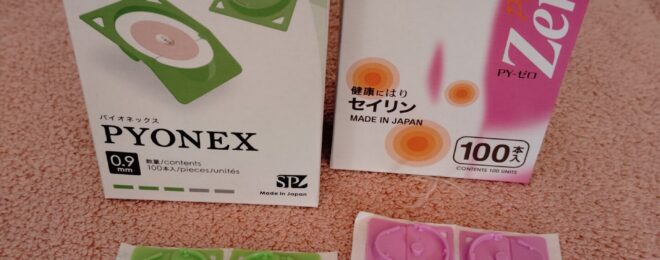 パイオネックス
PYONEX
0.9
mm
数量/contents
100本入/pieces/unités
SPZ
Made in Japan
Zer
PY-ゼロ
健康にはり
セイリン
MADE IN JAPAN
100本入
CONTENTS 100 UNITS